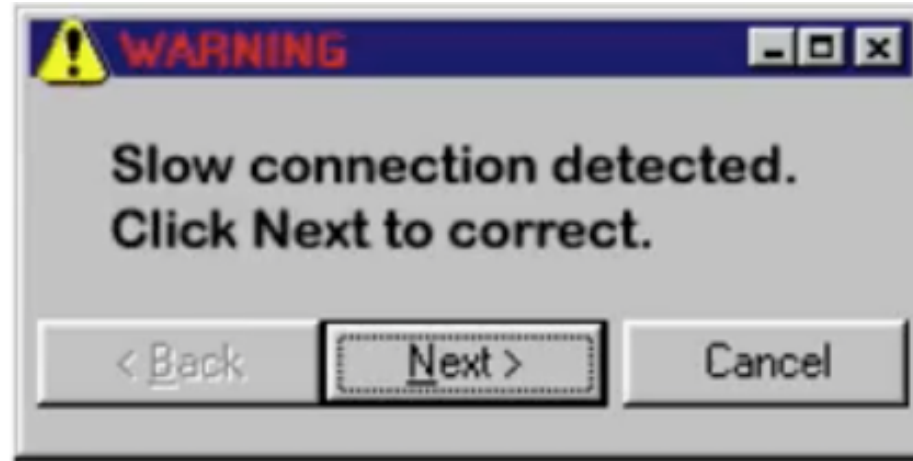 WARNING
Slow connection detected.
Click Next to correct.
< Back Next > Cancel